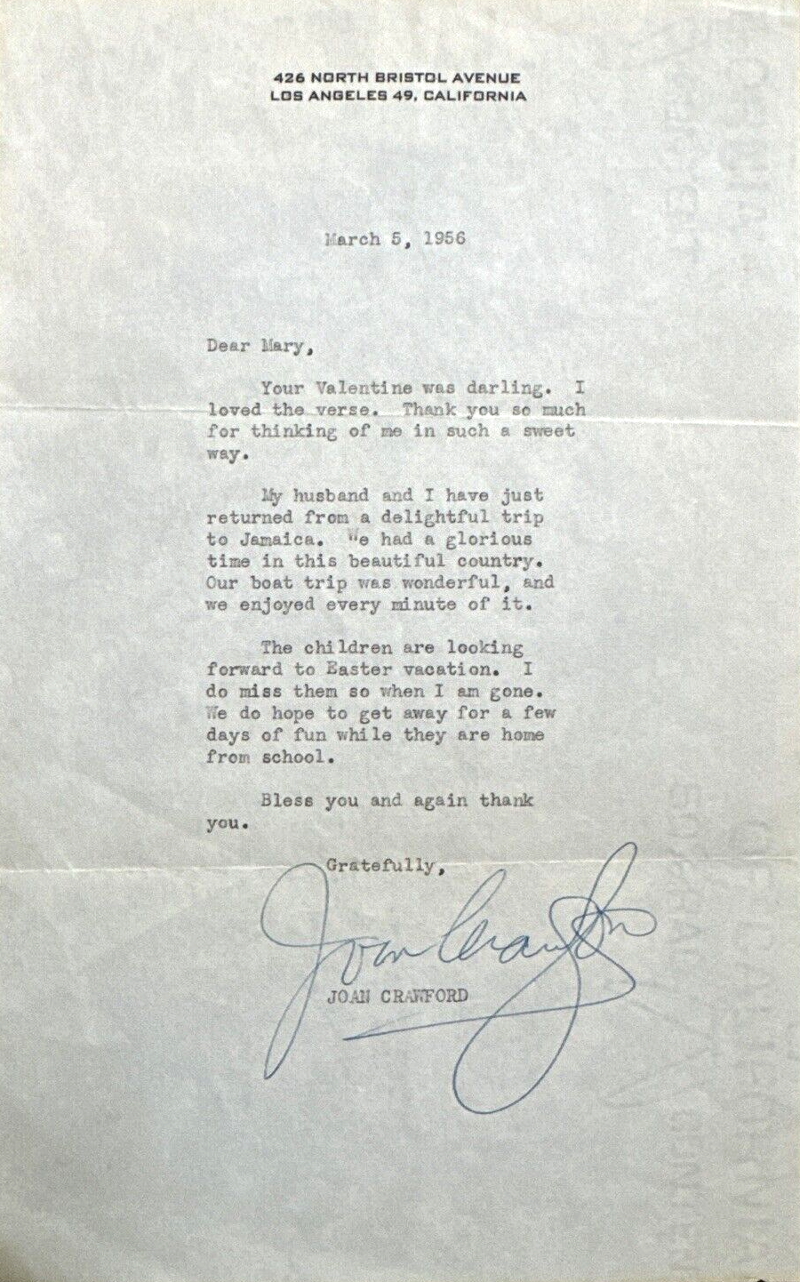 426 NORTH BRISTOL AVENUE
LOS ANGELES 49, CALIFORNIA
March 5, 1956
Dear Mary,
Your Valentine was darling. I
loved the verse. Thank you so much
for thinking of me in such a sweet
way.
My husband and I have just
returned from a delightful trip
to Jamaica. We had a glorious
time in this beautiful country.
Our boat trip was wonderful, and
we enjoyed every minute of it.
The children are looking
forward to Easter vacation. I
do miss them so when I am gone.
We do hope to get away for a few
days of fun while they are home
from school.
Bless you and again thank
you.
Gratefully,
Joan Crawford
JOAN CRAWFORD